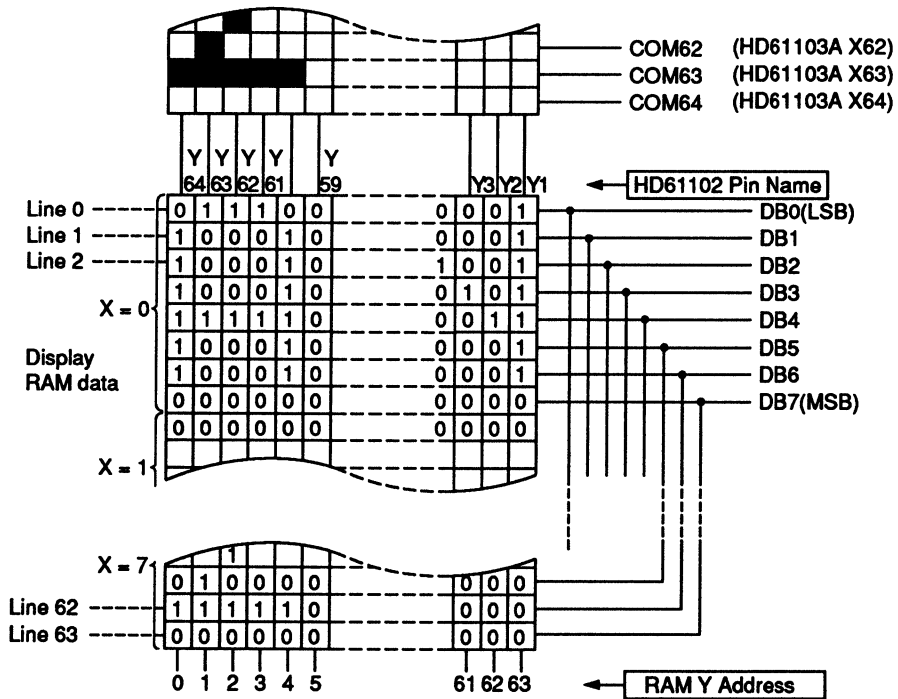 COM62 (HD61103A X62)
COM63 (HD61103A X63)
COM64 (HD61103A X64)
Y Y Y Y Y
64 63 62 61 59 Y3 Y2 Y1
HD61102 Pin Name
Line 0 0 1 1 1 0 0 0 0 0 1 DB0(LSB)
Line 1 1 0 0 0 1 0 0 0 0 1 DB1
Line 2 1 0 0 0 1 0 1 0 0 1 DB2
1 0 0 0 1 0 0 1 0 1 DB3
X = 0
1 1 1 1 1 0 0 0 1 1 DB4
1 0 0 0 1 0 0 0 0 1 DB5
Display
RAM data
1 0 0 0 1 0 0 0 0 1 DB6
0 0 0 0 0 0 0 0 0 0 DB7(MSB)
0 0 0 0 0 0 0 0 0 0
X = 1
X = 7
1
0 1 0 0 0 0 0 0 0
Line 62 1 1 1 1 1 0 0 0 0
Line 63 0 0 0 0 0 0 0 0 0
0 1 2 3 4 5 61 62 63
RAM Y Address